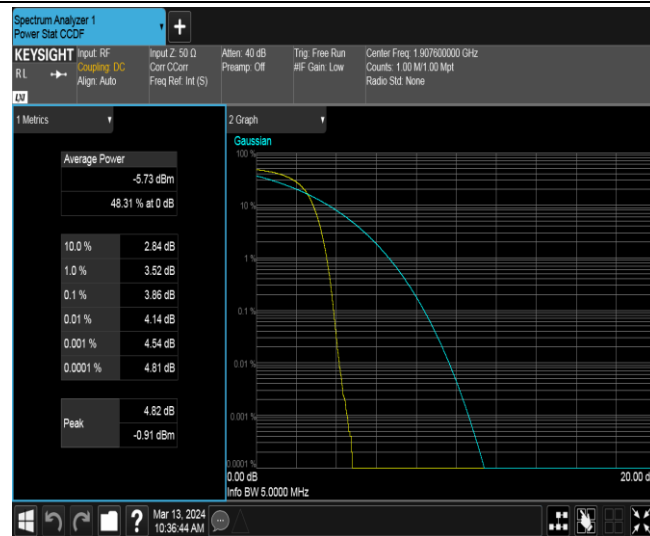 Spectrum Analyzer 1
Power Stat CCDF
+
KEYSIGHT
RL
LXI
Input: RF
Coupling: DC
Align: Auto
Input Z: 50 Ω
Corr CCorr
Freq Ref: Int (S)
Atten: 40 dB
Preamp: Off
Trig: Free Run
#IF Gain: Low
Center Freq: 1.907600000 GHz
Counts: 1.00 M/1.00 Mpt
Radio Std: None
1 Metrics
Average Power
-5.73 dBm
48.31 % at 0 dB
10.0 % 2.84 dB
1.0 % 3.52 dB
0.1 % 3.86 dB
0.01 % 4.14 dB
0.001 % 4.54 dB
0.0001 % 4.81 dB
Peak
4.82 dB
-0.91 dBm
2 Graph
Gaussian
100 %
10 %
1 %
0.1 %
0.01 %
0.001 %
0.0001 %
0.00 dB
20.00 d
Info BW 5.0000 MHz
?
Mar 13, 2024
10:36:44 AM